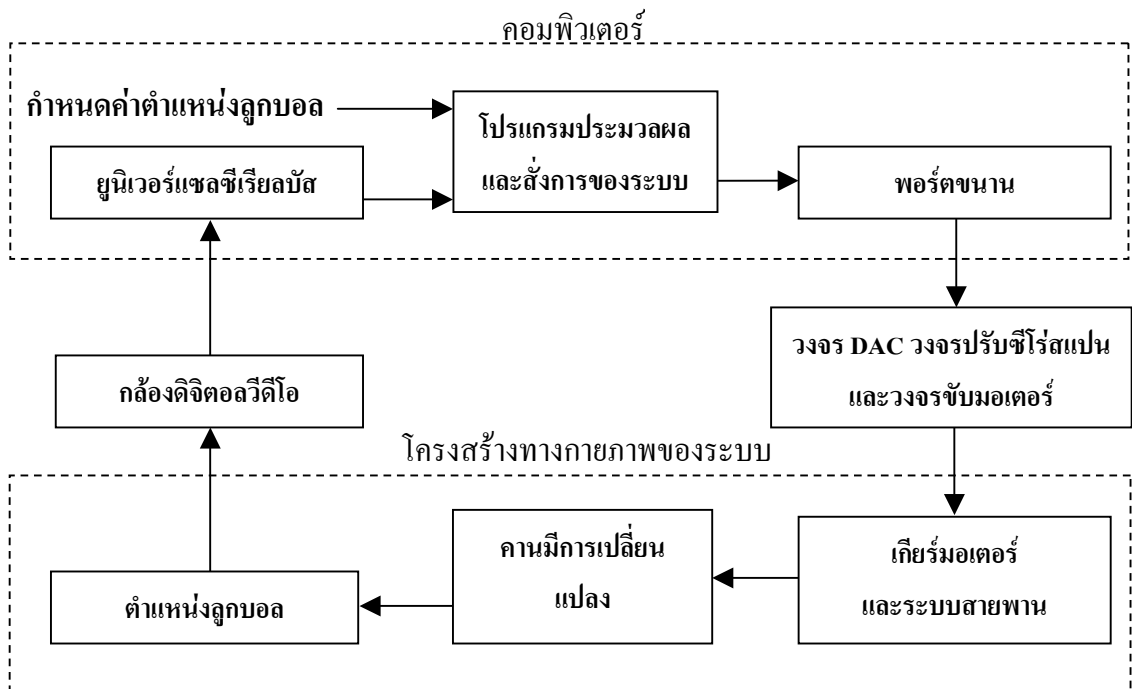 คอมพิวเตอร์
กำหนดค่าตำแหน่งลูกบอล
โปรแกรมประมวลผล
และสั่งการของระบบ
ยูนิเวอร์แซลซีเรียลบัส
พอร์ตขนาน
วงจร DAC วงจรปรับซีโร่สแปน
และวงจรขับมอเตอร์
กล้องดิจิตอลวีดีโอ
โครงสร้างทางกายภาพของระบบ
คานมีการเปลี่ยน
แปลง
เกียร์มอเตอร์
และระบบสายพาน
ตำแหน่งลูกบอล